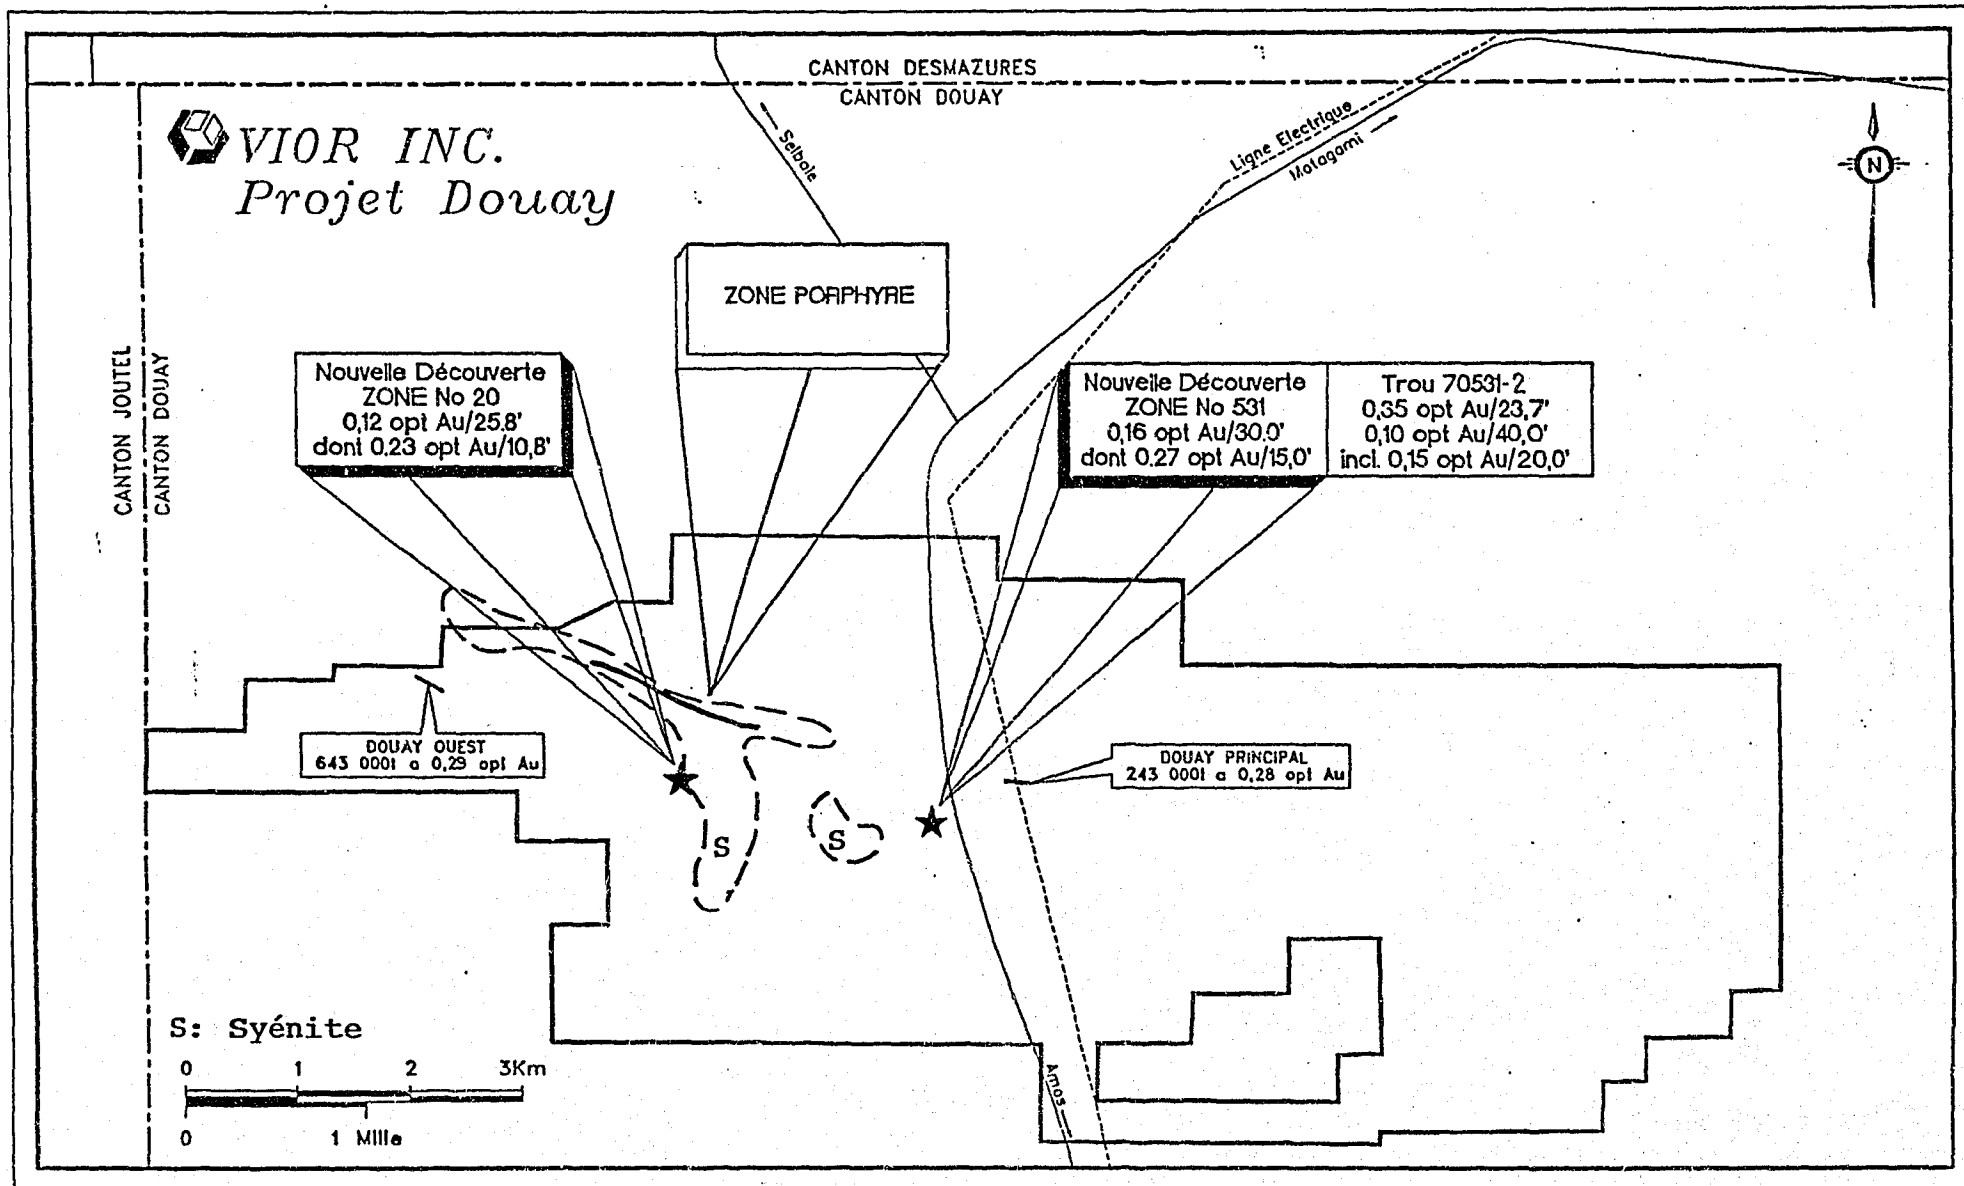 CANTON DESMAZURES
CANTON DOUAY
VIOR INC.
Projet Douay
Selbaie
Ligne Electrique
Matagami
N
ZONE PORPHYRE
CANTON JOUTEL
CANTON DOUAY
Nouvelle Découverte
ZONE No 20
0,12 opt Au/25.8'
dont 0.23 opt Au/10,8'
Nouvelle Découverte
ZONE No 531
0,16 opt Au/30.0'
dont 0.27 opt Au/15,0'
Trou 70531-2
0,35 opt Au/23,7'
0,10 opt Au/40,0'
incl. 0,15 opt Au/20,0'
DOUAY OUEST
643 000t a 0,29 opt Au
DOUAY PRINCIPAL
243 000t a 0,28 opt Au
S
S
S: Syénite
0 1 2 3Km
0 1 Mille
Amos